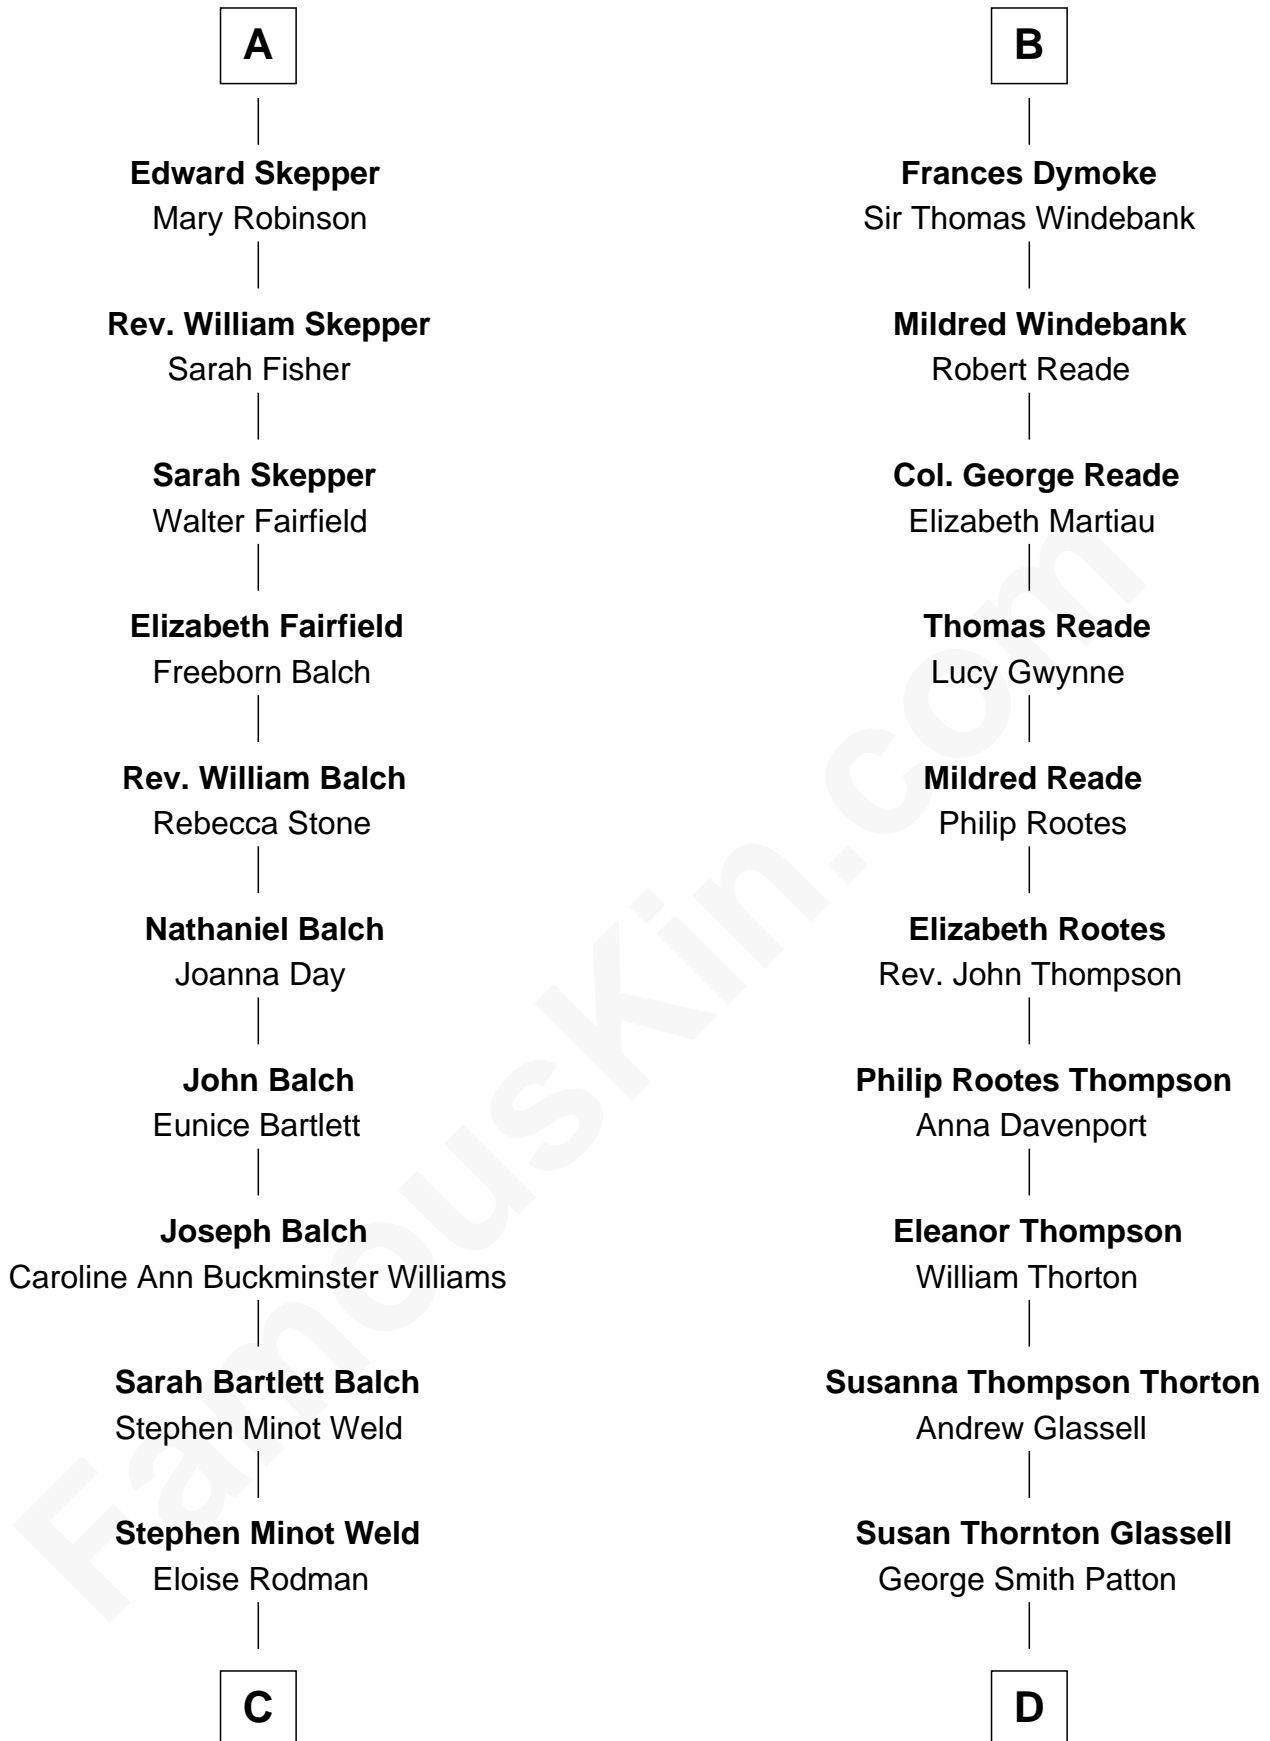 A
Edward Skepper
Mary Robinson
Rev. William Skepper
Sarah Fisher
Sarah Skepper
Walter Fairfield
Elizabeth Fairfield
Freeborn Balch
Rev. William Balch
Rebecca Stone
Nathaniel Balch
Joanna Day
John Balch
Eunice Bartlett
Joseph Balch
Caroline Ann Buckminster Williams
Sarah Bartlett Balch
Stephen Minot Weld
Stephen Minot Weld
Eloise Rodman
C
B
Frances Dymoke
Sir Thomas Windebank
Mildred Windebank
Robert Reade
Col. George Reade
Elizabeth Martiau
Thomas Reade
Lucy Gwynne
Mildred Reade
Philip Rootes
Elizabeth Rootes
Rev. John Thompson
Philip Rootes Thompson
Anna Davenport
Eleanor Thompson
William Thorton
Susanna Thompson Thorton
Andrew Glassell
Susan Thornton Glassell
George Smith Patton
D
FamousKin.com